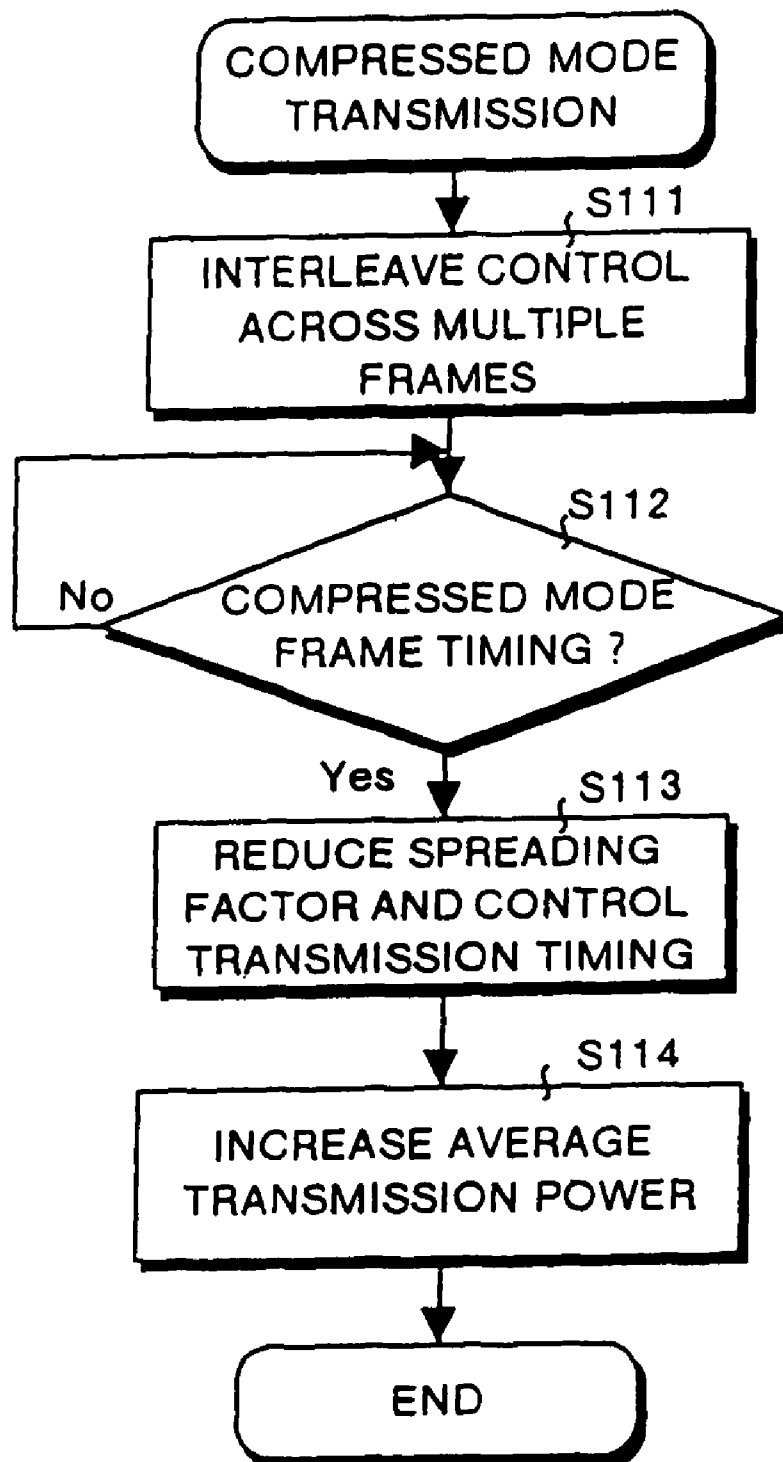 COMPRESSED MODE
TRANSMISSION
S111
INTERLEAVE CONTROL
ACROSS MULTIPLE
FRAMES
S112
No
COMPRESSED MODE
FRAME TIMING ?
Yes
S113
REDUCE SPREADING
FACTOR AND CONTROL
TRANSMISSION TIMING
S114
INCREASE AVERAGE
TRANSMISSION POWER
END